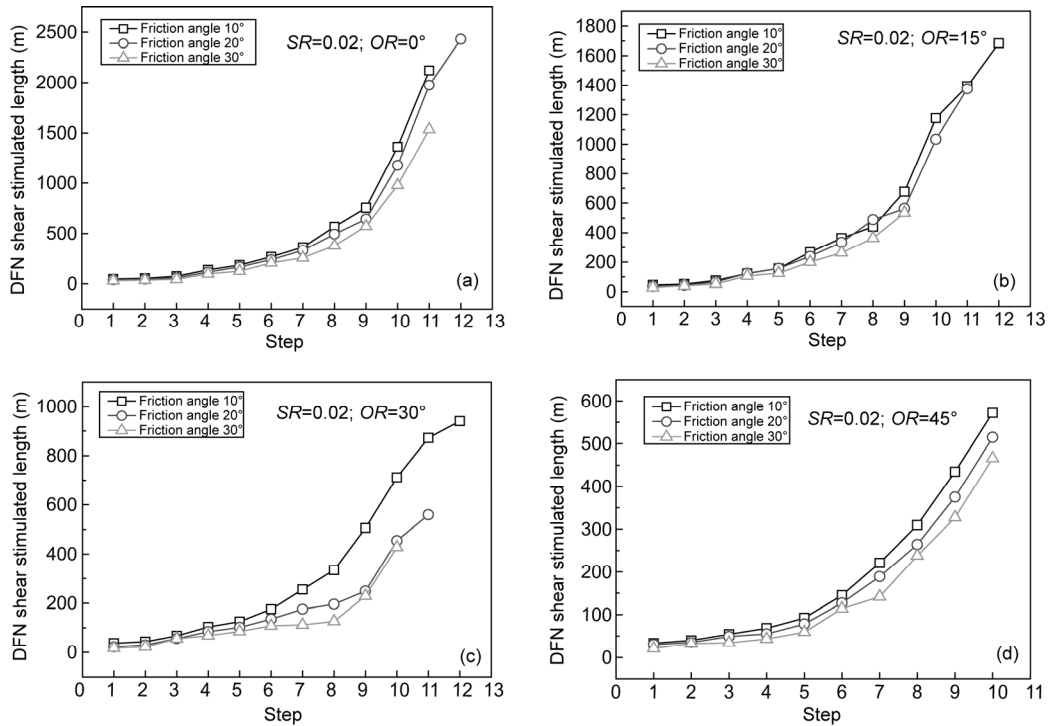 DFN shear stimulated length (m)
2500
2000
1500
1000
500
0
Friction angle 10°
Friction angle 20°
Friction angle 30°
SR=0.02; OR=0°
(a)
0 1 2 3 4 5 6 7 8 9 10 11 12 13
Step
DFN shear stimulated length (m)
1800
1600
1400
1200
1000
800
600
400
200
0
Friction angle 10°
Friction angle 20°
Friction angle 30°
SR=0.02; OR=15°
(b)
0 1 2 3 4 5 6 7 8 9 10 11 12 13
Step
DFN shear stimulated length (m)
1000
800
600
400
200
0
Friction angle 10°
Friction angle 20°
Friction angle 30°
SR=0.02; OR=30°
(c)
0 1 2 3 4 5 6 7 8 9 10 11 12 13
Step
DFN shear stimulated length (m)
600
500
400
300
200
100
0
Friction angle 10°
Friction angle 20°
Friction angle 30°
SR=0.02; OR=45°
(d)
0 1 2 3 4 5 6 7 8 9 10 11
Step